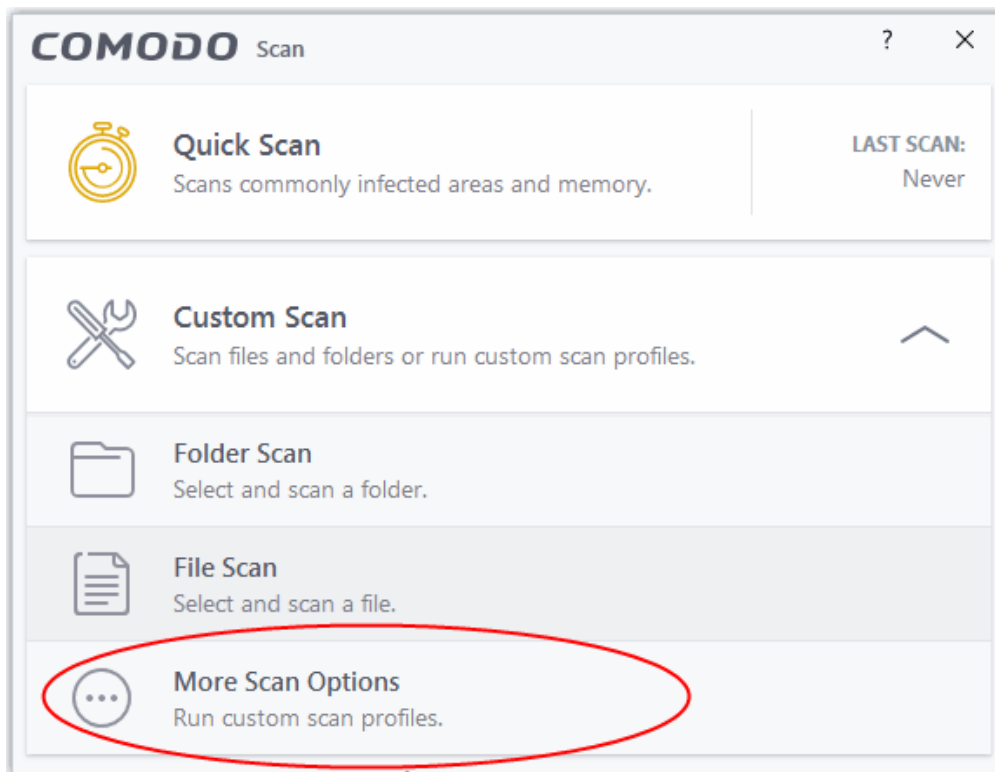 COMODO Scan ?
Quick Scan
Scans commonly infected areas and memory.
LAST SCAN:
Never
Custom Scan
Scan files and folders or run custom scan profiles.
Folder Scan
Select and scan a folder.
File Scan
Select and scan a file.
More Scan Options
Run custom scan profiles.